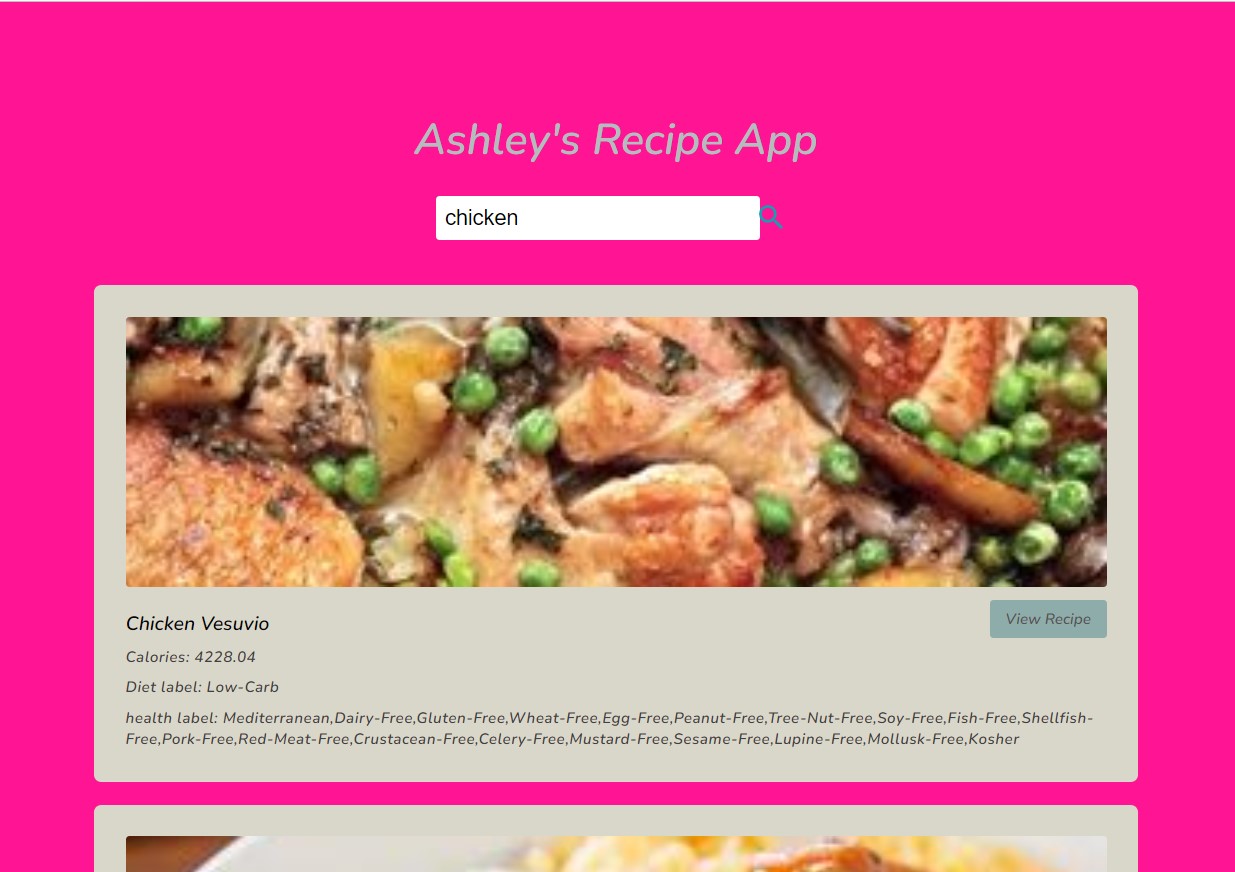 Ashley's Recipe App
chicken
Chicken Vesuvio
View Recipe
Calories: 4228.04
Diet label: Low-Carb
health label: Mediterranean,Dairy-Free,Gluten-Free,Wheat-Free,Egg-Free,Peanut-Free,Tree-Nut-Free,Soy-Free,Fish-Free,Shellfish-
Free,Pork-Free,Red-Meat-Free,Crustacean-Free,Celery-Free,Mustard-Free,Sesame-Free,Lupine-Free,Mollusk-Free,Kosher